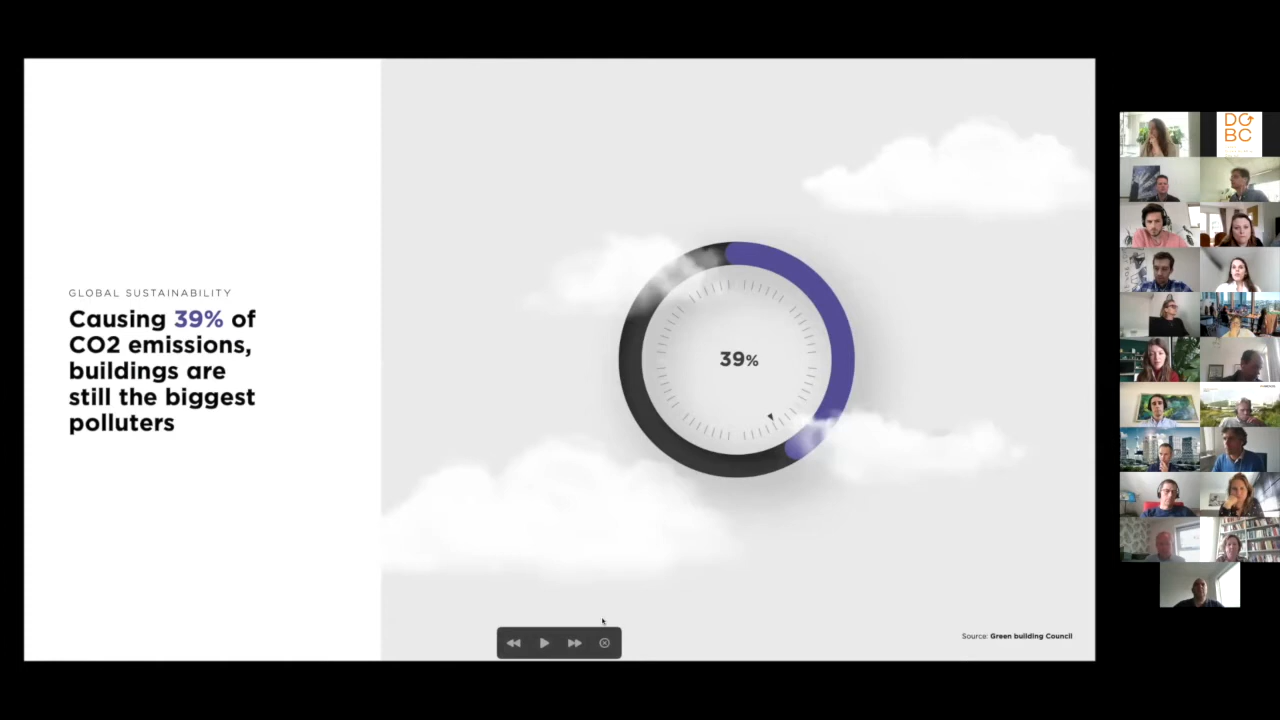 GLOBAL SUSTAINABILITY
Causing 39% of
CO2 emissions,
buildings are
still the biggest
polluters
39%
Source: Green building Council
DG
BC